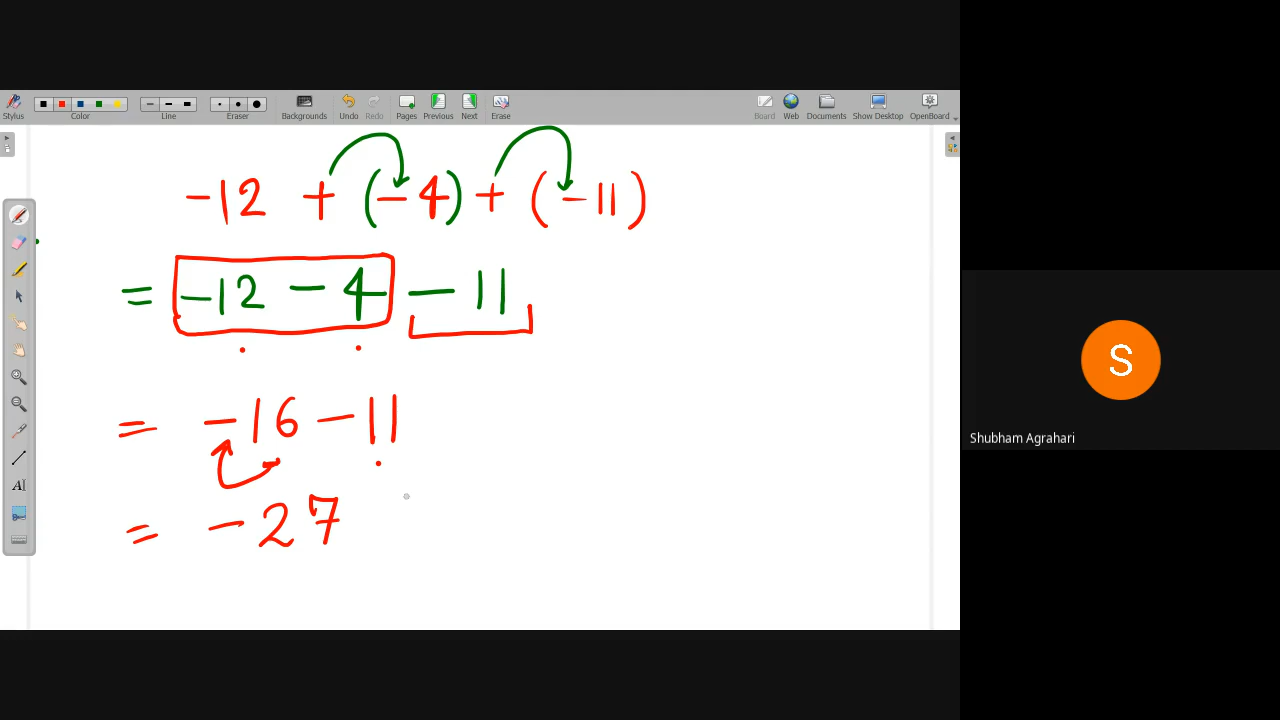 Stylus
Color
Line
Eraser
Backgrounds
Undo
Redo
Pages
Previous
Next
Erase
Board
Web
Documents
Show Desktop
OpenBoard
-12 + (-4) + (-11)
= -12 - 4 - 11
= -16 - 11
= -27
AI
S
Shubham Agrahari